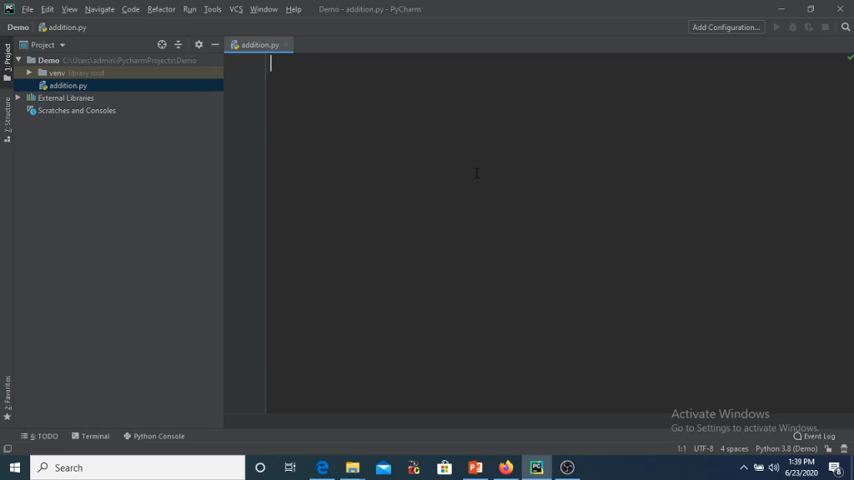 PC File Edit View Navigate Code Refactor Run Tools VCS Window Help Demo - addition.py - PyCharm
Demo addition.py Add Configuration...
1: Project Project addition.py
Demo C:\Users\admin\PycharmProjects\Demo
venv library root
addition.py
External Libraries
Scratches and Consoles
7: Structure
2: Favorites
Activate Windows
Go to Settings to activate Windows.
6: TODO Terminal Python Console Event Log
1:1 UTF-8 4 spaces Python 3.8 (Demo)
Search
PC
1:39 PM
6/23/2020